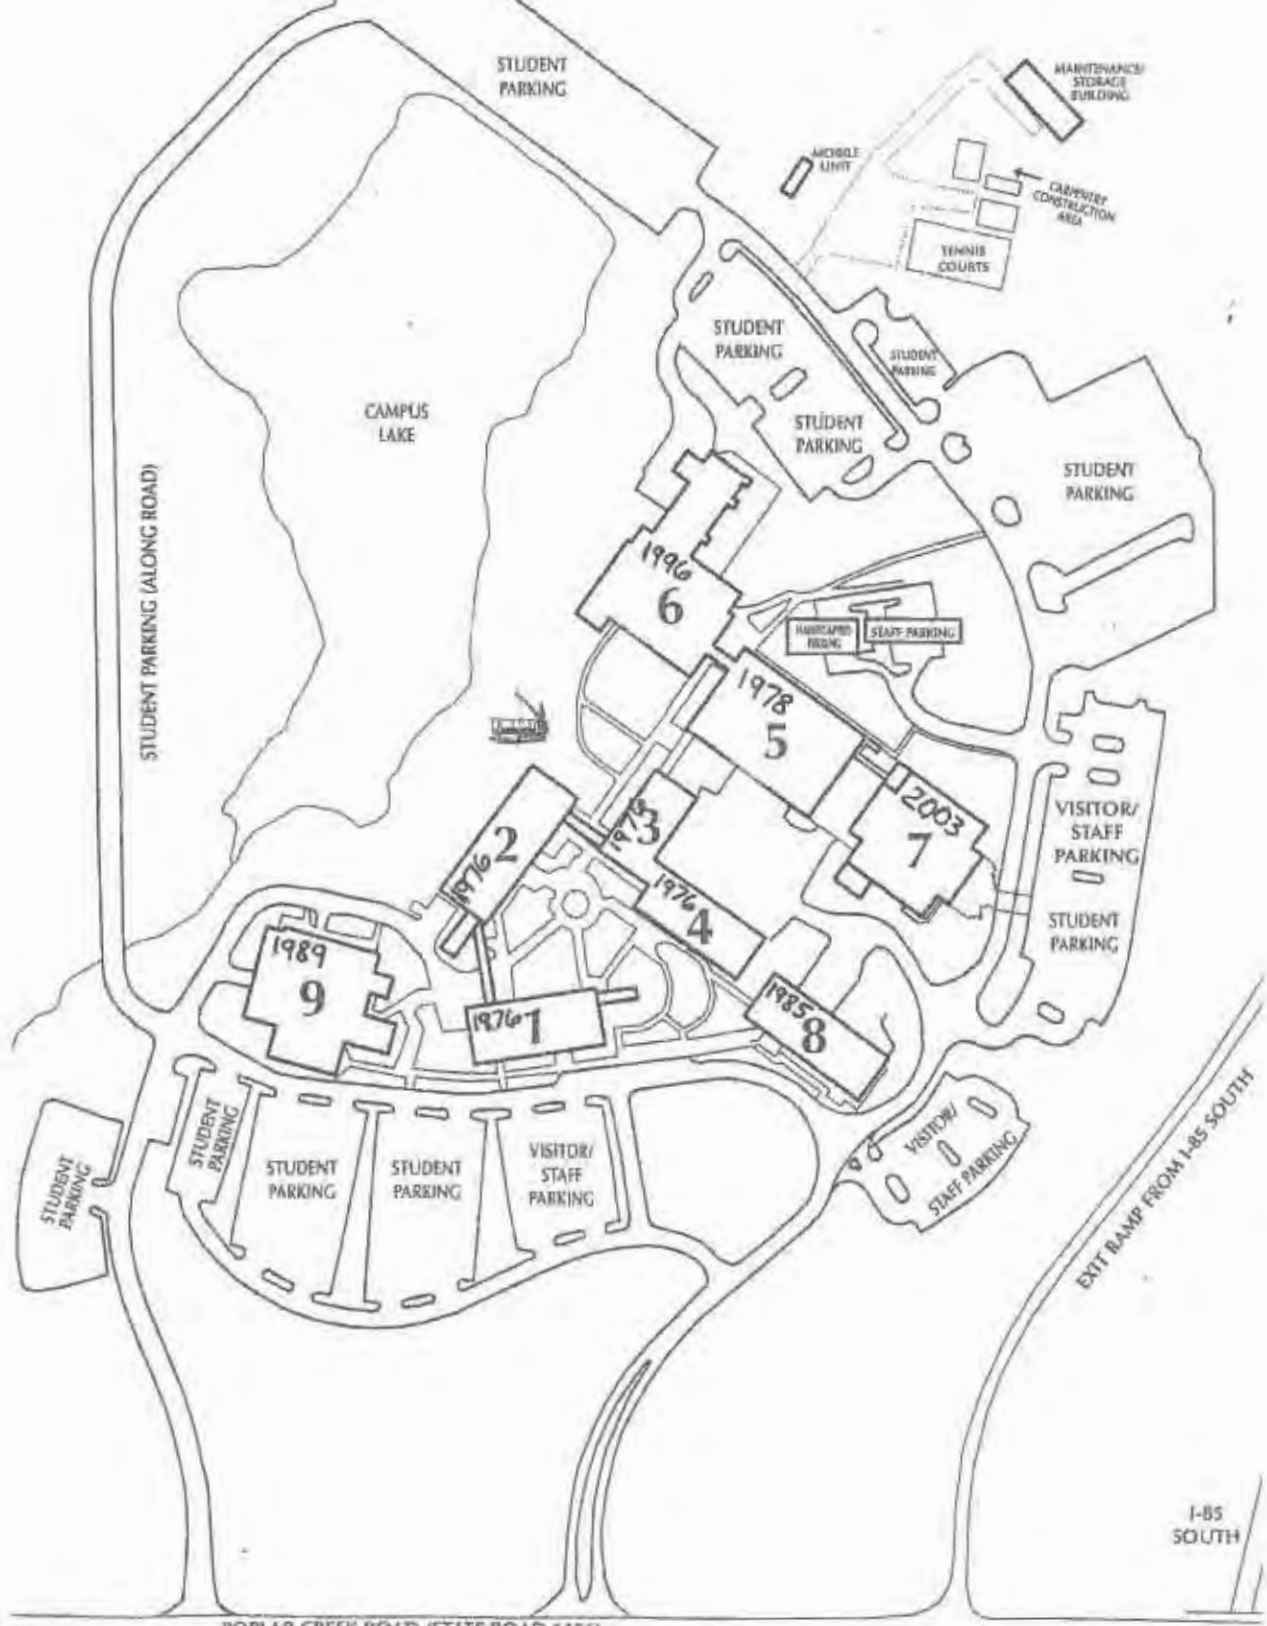 STUDENT
PARKING
MAINTENANCE/
STORAGE
BUILDING
MOBILE
UNIT
CARPENTRY
CONSTRUCTION
AREA
TENNIS
COURTS
STUDENT
PARKING
STUDENT
PARKING
STUDENT
PARKING
CAMPUS
LAKE
STUDENT
PARKING
STUDENT PARKING (ALONG ROAD)
1996
6
HANDICAPPED
PARKING
STAFF PARKING
1978
5
2003
7
VISITOR/
STAFF
PARKING
STUDENT
PARKING
2
1976
3
1976
4
1989
9
1976
1
1985
8
STUDENT
PARKING
STUDENT
PARKING
STUDENT
PARKING
STUDENT
PARKING
VISITOR/
STAFF
PARKING
VISITOR/
STAFF PARKING
EXIT RAMP FROM I-85 SOUTH
I-85
SOUTH